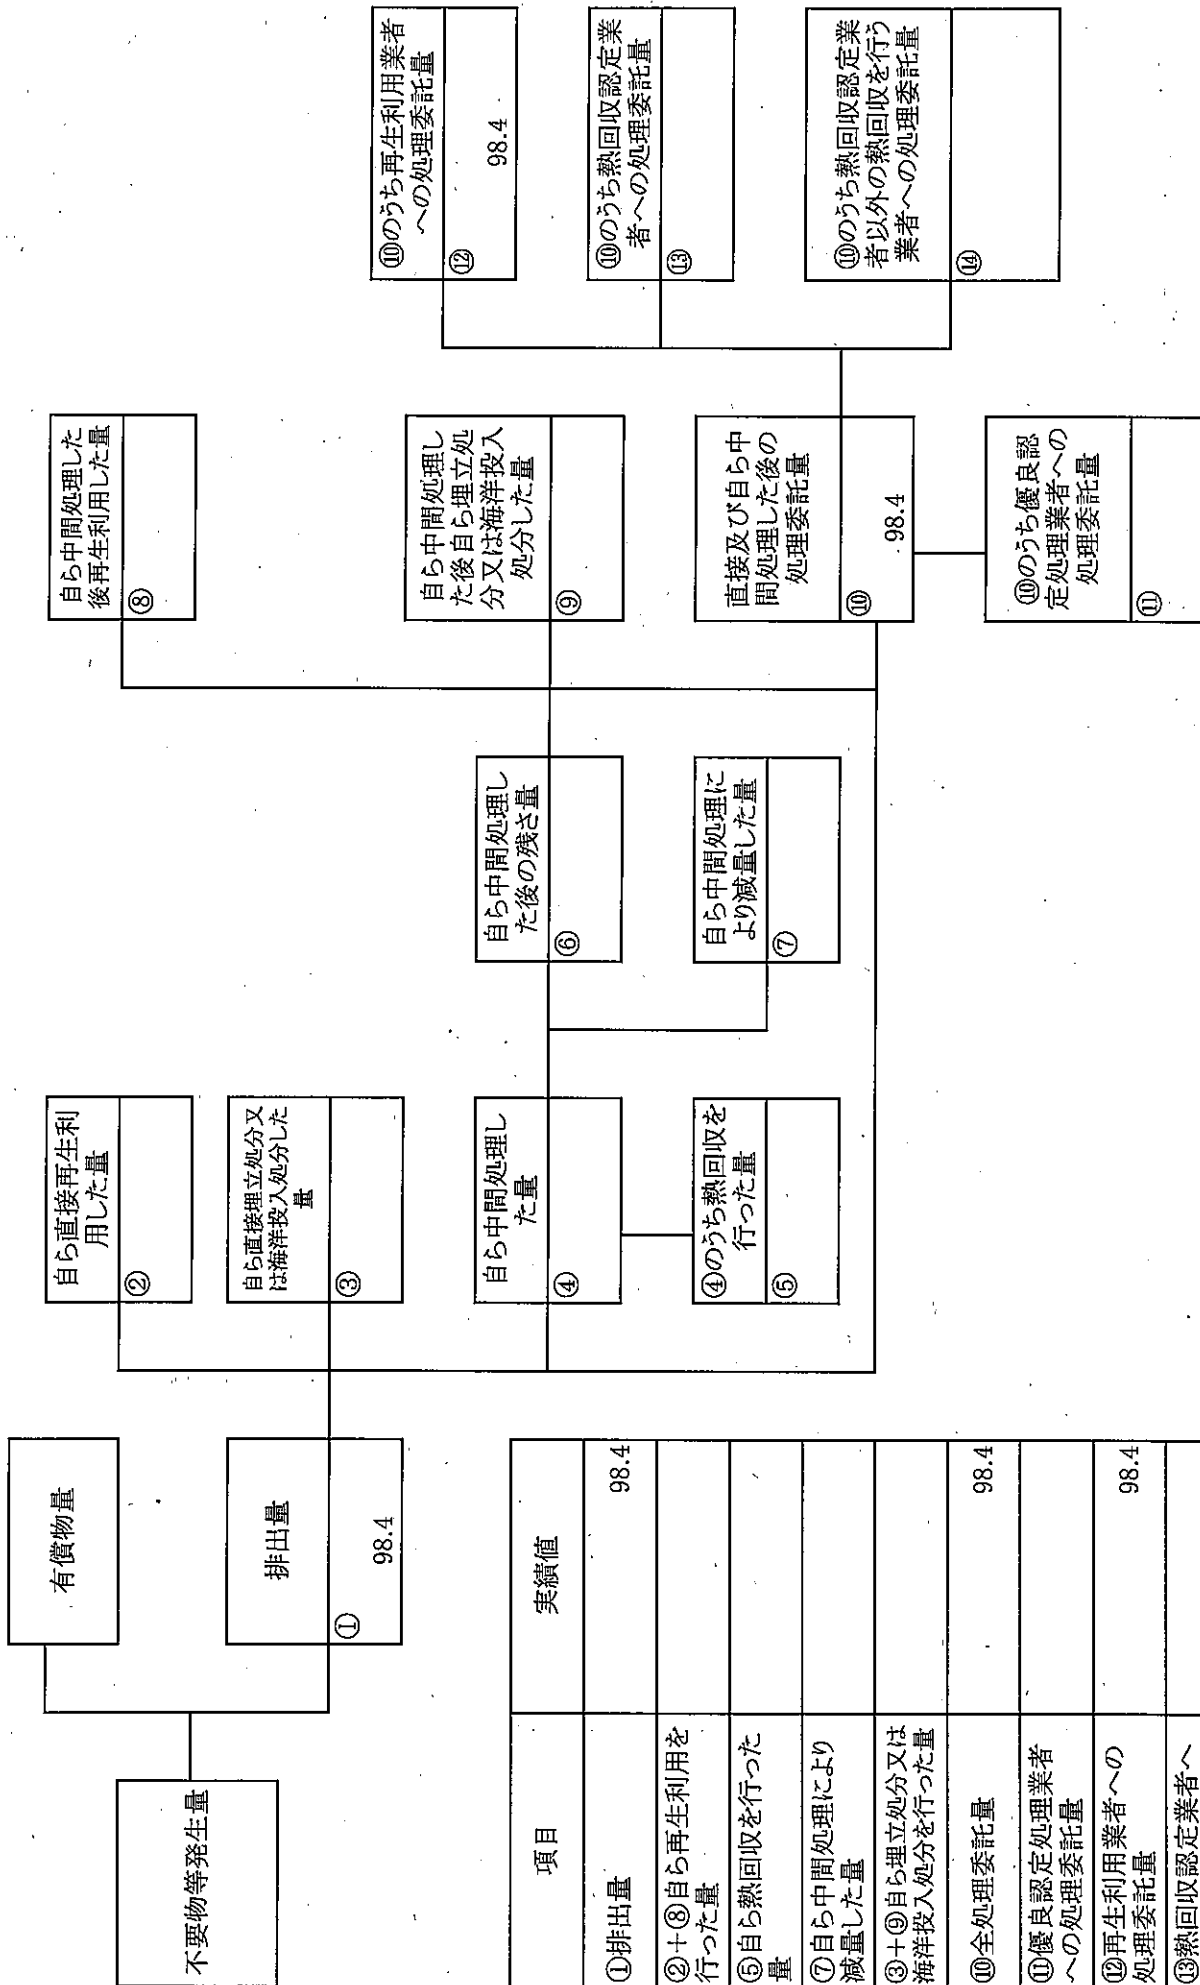 不要物等発生量
有償物量
排出量
①
98.4
自ら直接再生利
用した量
②
自ら直接埋立処分又
は海洋投入処分した
量
③
自ら中間処理し
た量
④
④のうち熱回収を
行った量
⑤
自ら中間処理し
た後の残さ量
⑥
自ら中間処理に
より減量した量
⑦
自ら中間処理した
後再生利用した量
⑧
自ら中間処理し
た後自ら埋立処
分又は海洋投入
処分した量
⑨
直接及び自ら中
間処理した後の
処理委託量
⑩
98.4
⑩のうち優良認
定処理業者への
処理委託量
⑪
⑩のうち再生利用業者
への処理委託量
⑫
98.4
⑩のうち熱回収認定業
者への処理委託量
⑬
⑩のうち熱回収認定業
者以外の熱回収を行う
業者への処理委託量
⑭
項目
実績値
①排出量
98.4
②+⑧自ら再生利用を
行った量
⑤自ら熱回収を行った
量
⑦自ら中間処理により
減量した量
③+⑨自ら埋立処分又は
海洋投入処分を行った量
⑩全処理委託量
98.4
⑪優良認定処理業者
への処理委託量
⑫再生利用業者への
処理委託量
98.4
⑬熱回収認定業者へ